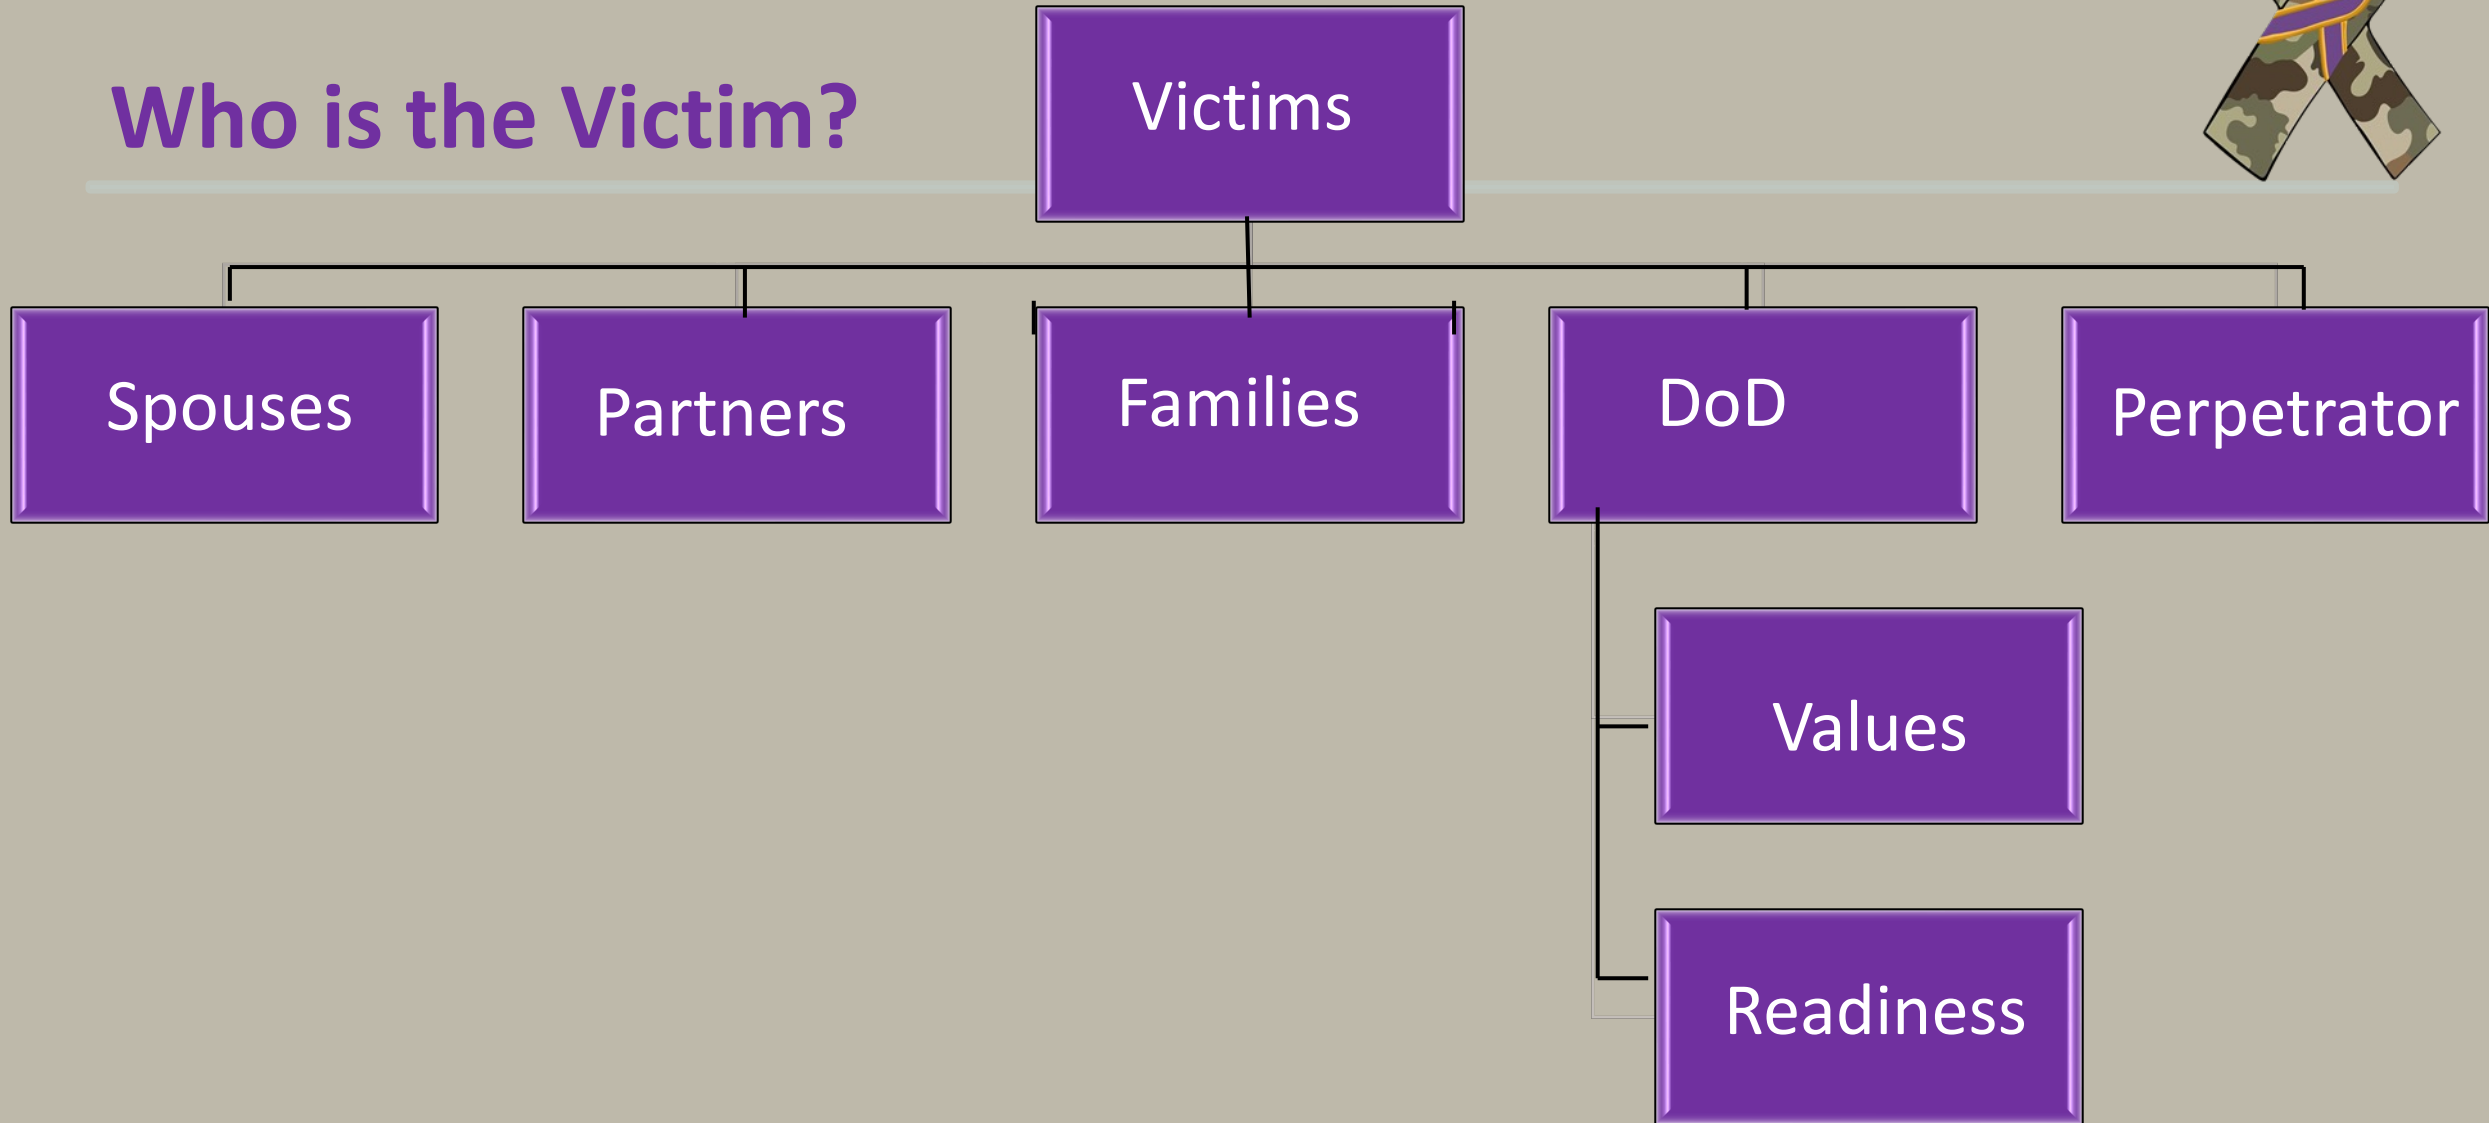 Who is the Victim?
Victims
Spouses
Partners
Families
DoD
Perpetrator
Values
Readiness